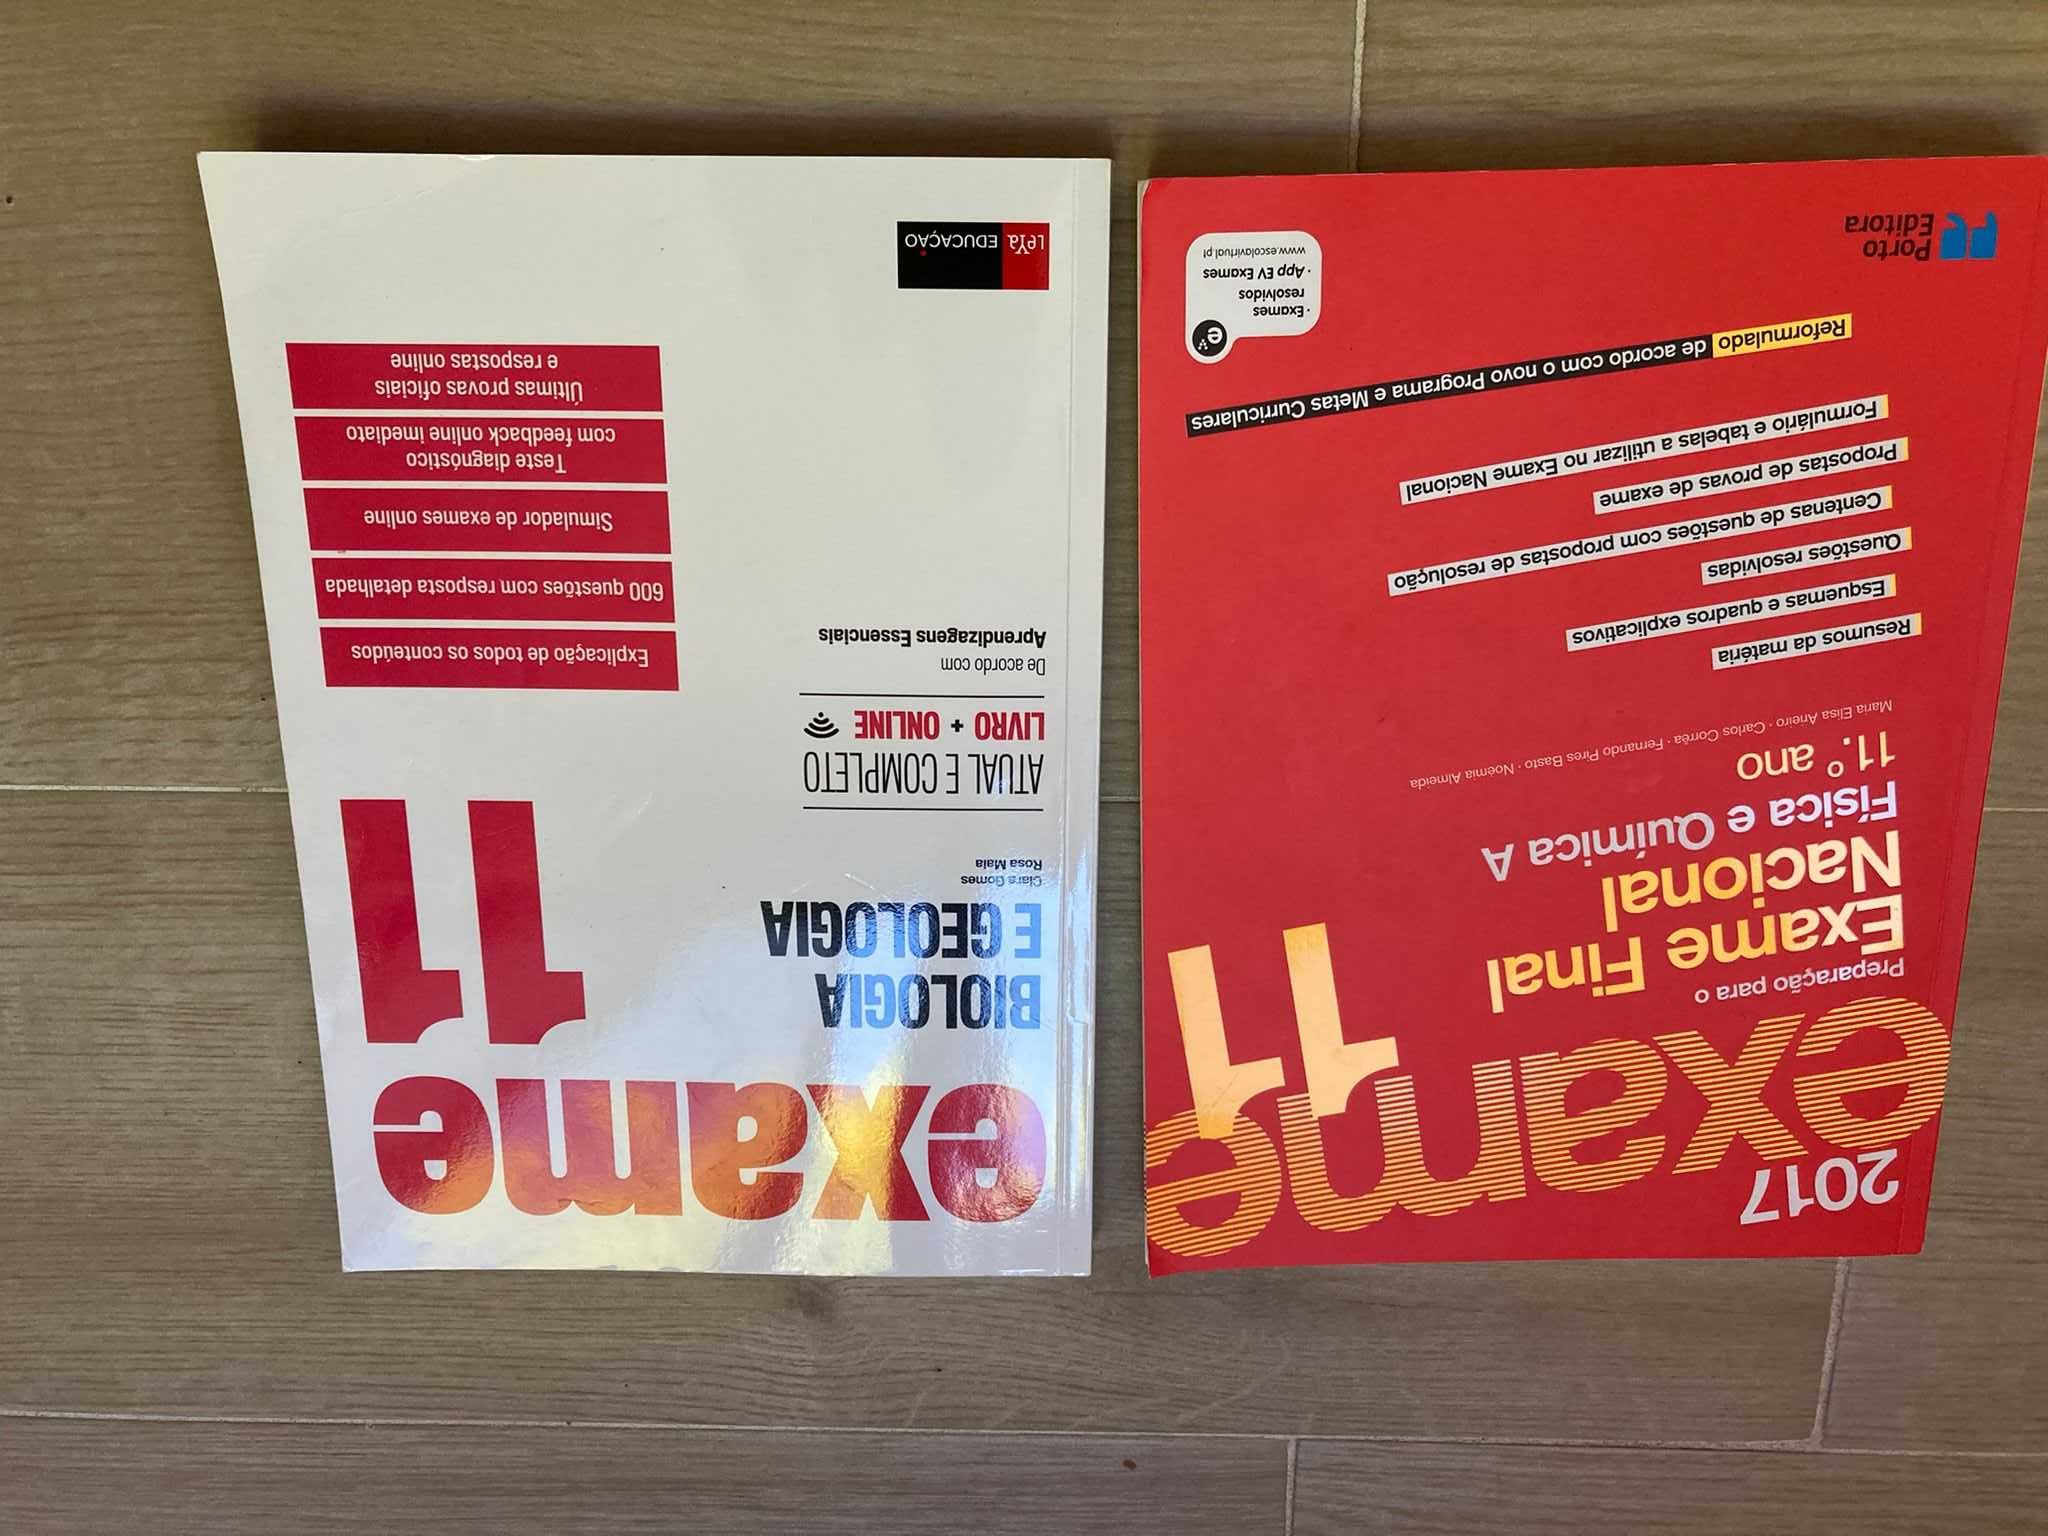 2017
exame
11
Preparação para o
Exame Final
Nacional
Física e Química A
11.º ano
Maria Elisa Arieiro · Carlos Corrêa · Fernando Pires Basto · Noémia Almeida
Resumos da matéria
Esquemas e quadros explicativos
Questões resolvidas
Centenas de questões com propostas de resolução
Propostas de provas de exame
Formulário e tabelas a utilizar no Exame Nacional
Reformulado de acordo com o novo Programa e Metas Curriculares
e
· Exames
resolvidos
· App EV Exames
www.escolavirtual.pt
Porto
Editora
exame
11
BIOLOGIA
E GEOLOGIA
Clara Gomes
Rosa Maia
ATUAL E COMPLETO
LIVRO + ONLINE
De acordo com
Aprendizagens Essenciais
Explicação de todos os conteúdos
600 questões com resposta detalhada
Simulador de exames online
Teste diagnóstico
com feedback online imediato
Últimas provas oficiais
e respostas online
LeYa EDUCAÇÃO